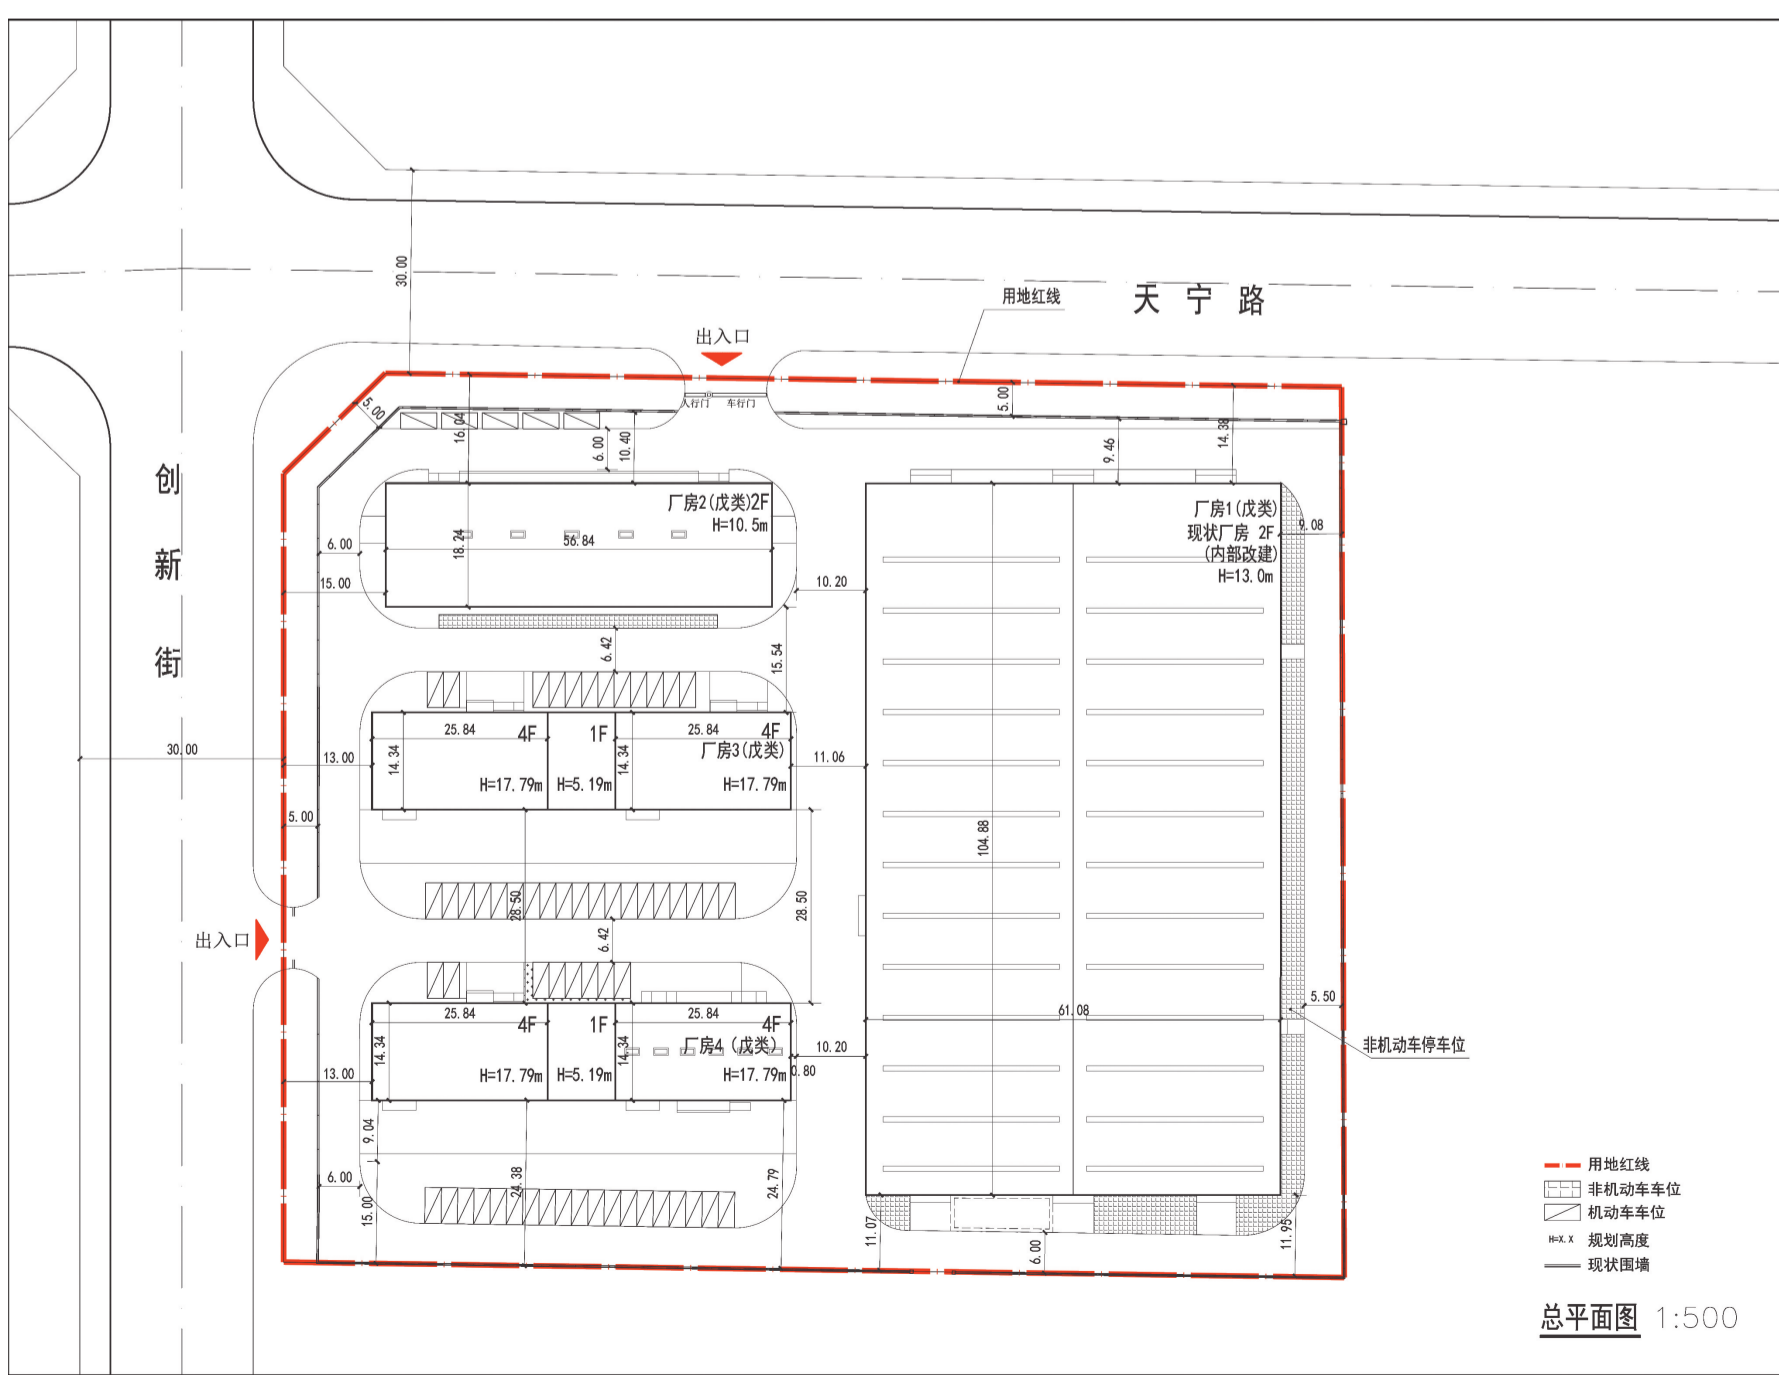 30.00
用地红线
天宁路
出入口
人行门 车行门
5.00
16.04
6.00
10.40
5.00
9.46
14.38
创新街
厂房2(戊类)2F
H=10.5m
18.24
56.84
6.00
15.00
10.20
厂房1(戊类)
现状厂房 2F
(内部改建)
H=13.0m
9.08
6.42
15.54
30.00
13.00
25.84
4F
1F
25.84
4F
厂房3(戊类)
14.34
14.34
H=17.79m
H=5.19m
H=17.79m
11.06
5.00
104.88
28.50
28.50
6.42
出入口
25.84
4F
1F
25.84
4F
厂房4(戊类)
14.34
14.34
H=17.79m
H=5.19m
H=17.79m
0.80
10.20
61.08
5.50
非机动车停车位
13.00
9.04
6.00
15.00
24.38
24.79
11.07
6.00
11.95
用地红线
非机动车车位
机动车车位
H=X.X 规划高度
现状围墙
总平面图 1:500